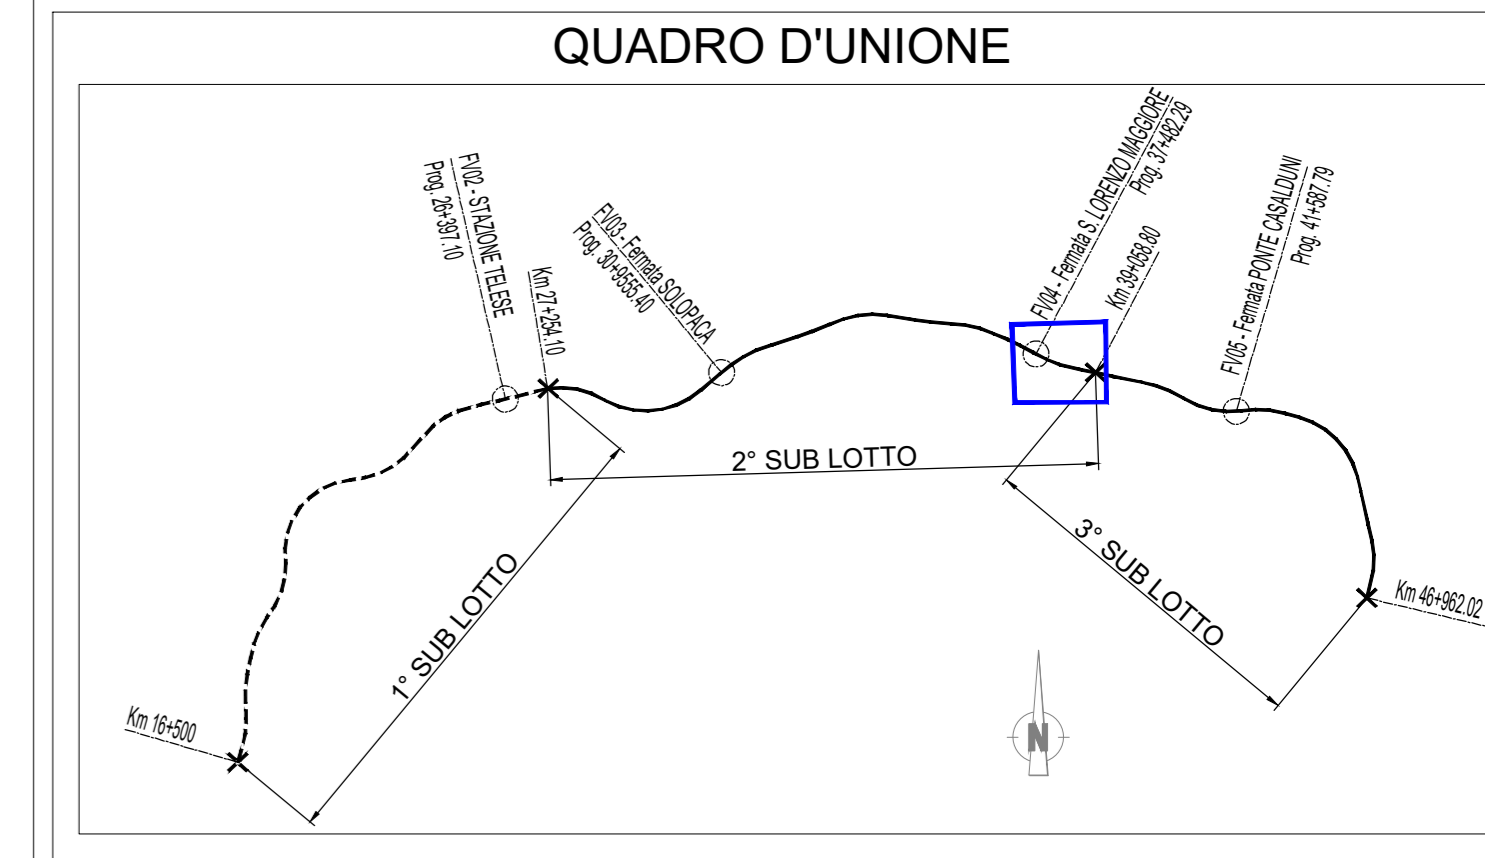 QUADRO D'UNIONE
FV02 - STAZIONE TELESE
Prog. 26+397.10
Km 27+254.10
FV03 - Fermata SOLOPACA
Prog. 30+9555.40
FV04 - Fermata S. LORENZO MAGGIORE
Prog. 37+482.29
Km 39+058.80
FV05 - Fermata PONTE CASALDUNI
Prog. 41+587.79
2° SUB LOTTO
1° SUB LOTTO
3° SUB LOTTO
Km 46+962.02
Km 16+500
N